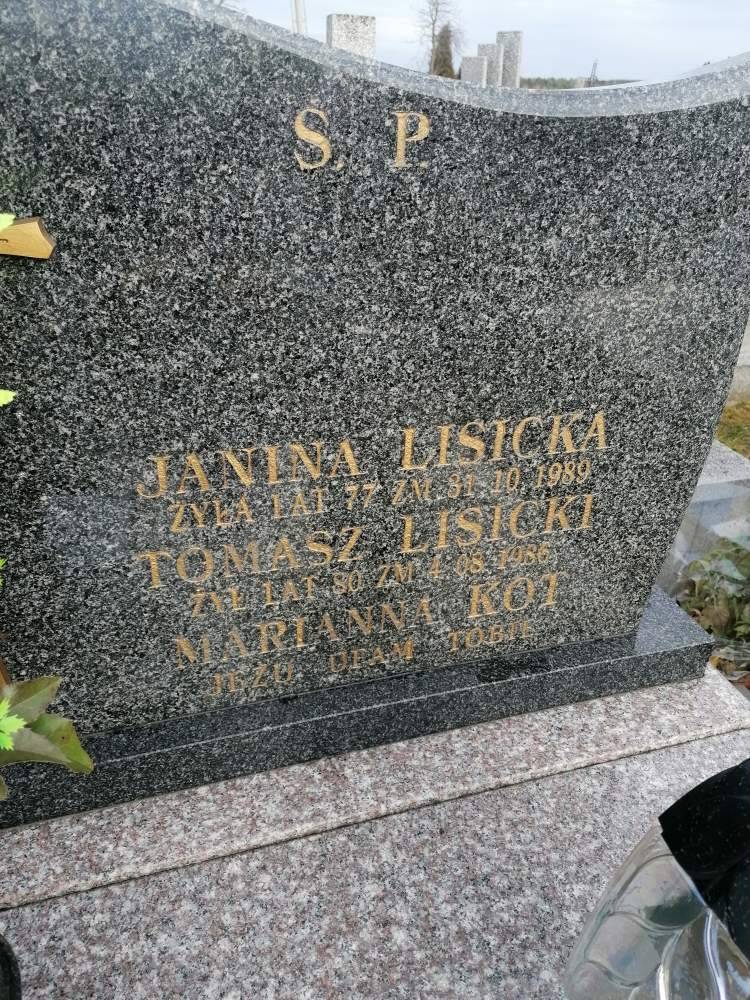 Ś. P.
JANINA LISICKA
ŻYŁA LAT 77 ZM 31 10 1989
TOMASZ LISICKI
ŻYŁ LAT 80 ZM 4 08 1986
MARIANNA KOT
JEZU UFAM TOBIE